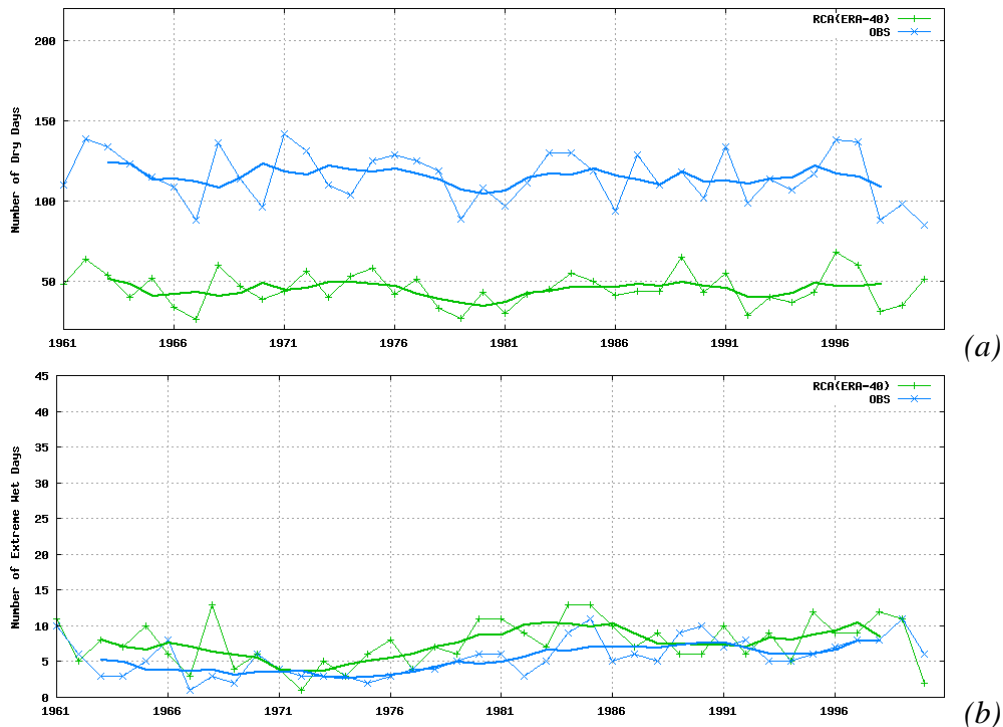 RCA(ERA-40)
OBS
200
150
100
50
Number of Dry Days
1961 1966 1971 1976 1981 1986 1991 1996
(a)
RCA(ERA-40)
OBS
45
40
35
30
25
20
15
10
5
0
Number of Extreme Wet Days
1961 1966 1971 1976 1981 1986 1991 1996
(b)